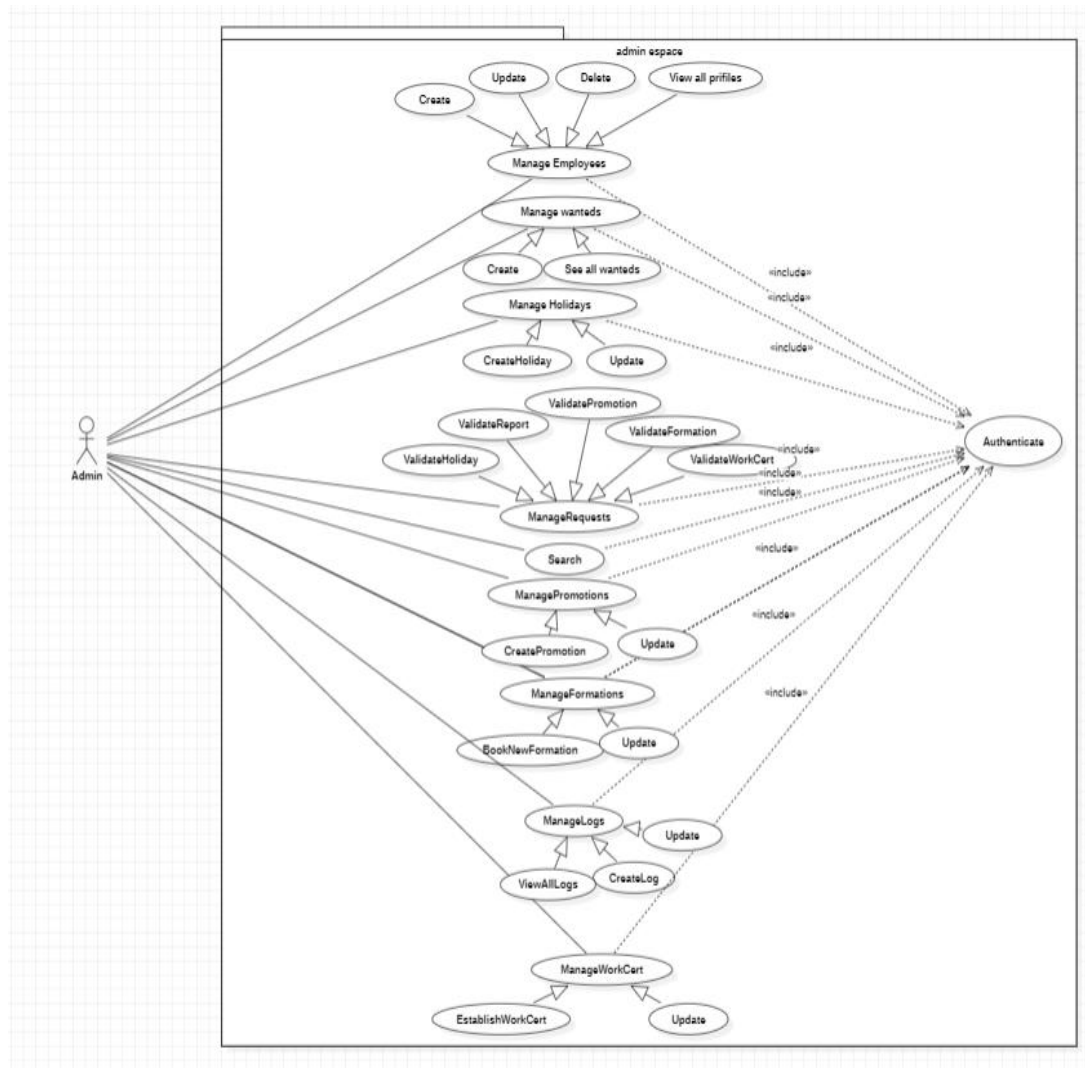 admin espace
Update
Delete
View all prifiles
Create
Manage Employees
Manage wanteds
Create
See all wanteds
«include»
Manage Holidays
«include»
CreateHoliday
Update
«include»
ValidatePromotion
ValidateReport
ValidateFormation
Admin
ValidateHoliday
ValidateWorkCert
«include»
Authenticate
«include»
«include»
ManageRequests
Search
«include»
ManagePromotions
«include»
CreatePromotion
Update
ManageFormations
«include»
BookNewFormation
Update
ManageLogs
Update
ViewAllLogs
CreateLog
ManageWorkCert
EstablishWorkCert
Update